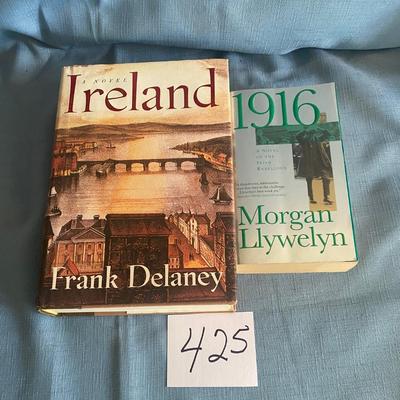 A NOVEL
Ireland
Frank Delaney
1916
A NOVEL
OF THE
IRISH
REBELLION
Morgan
Llywelyn
425